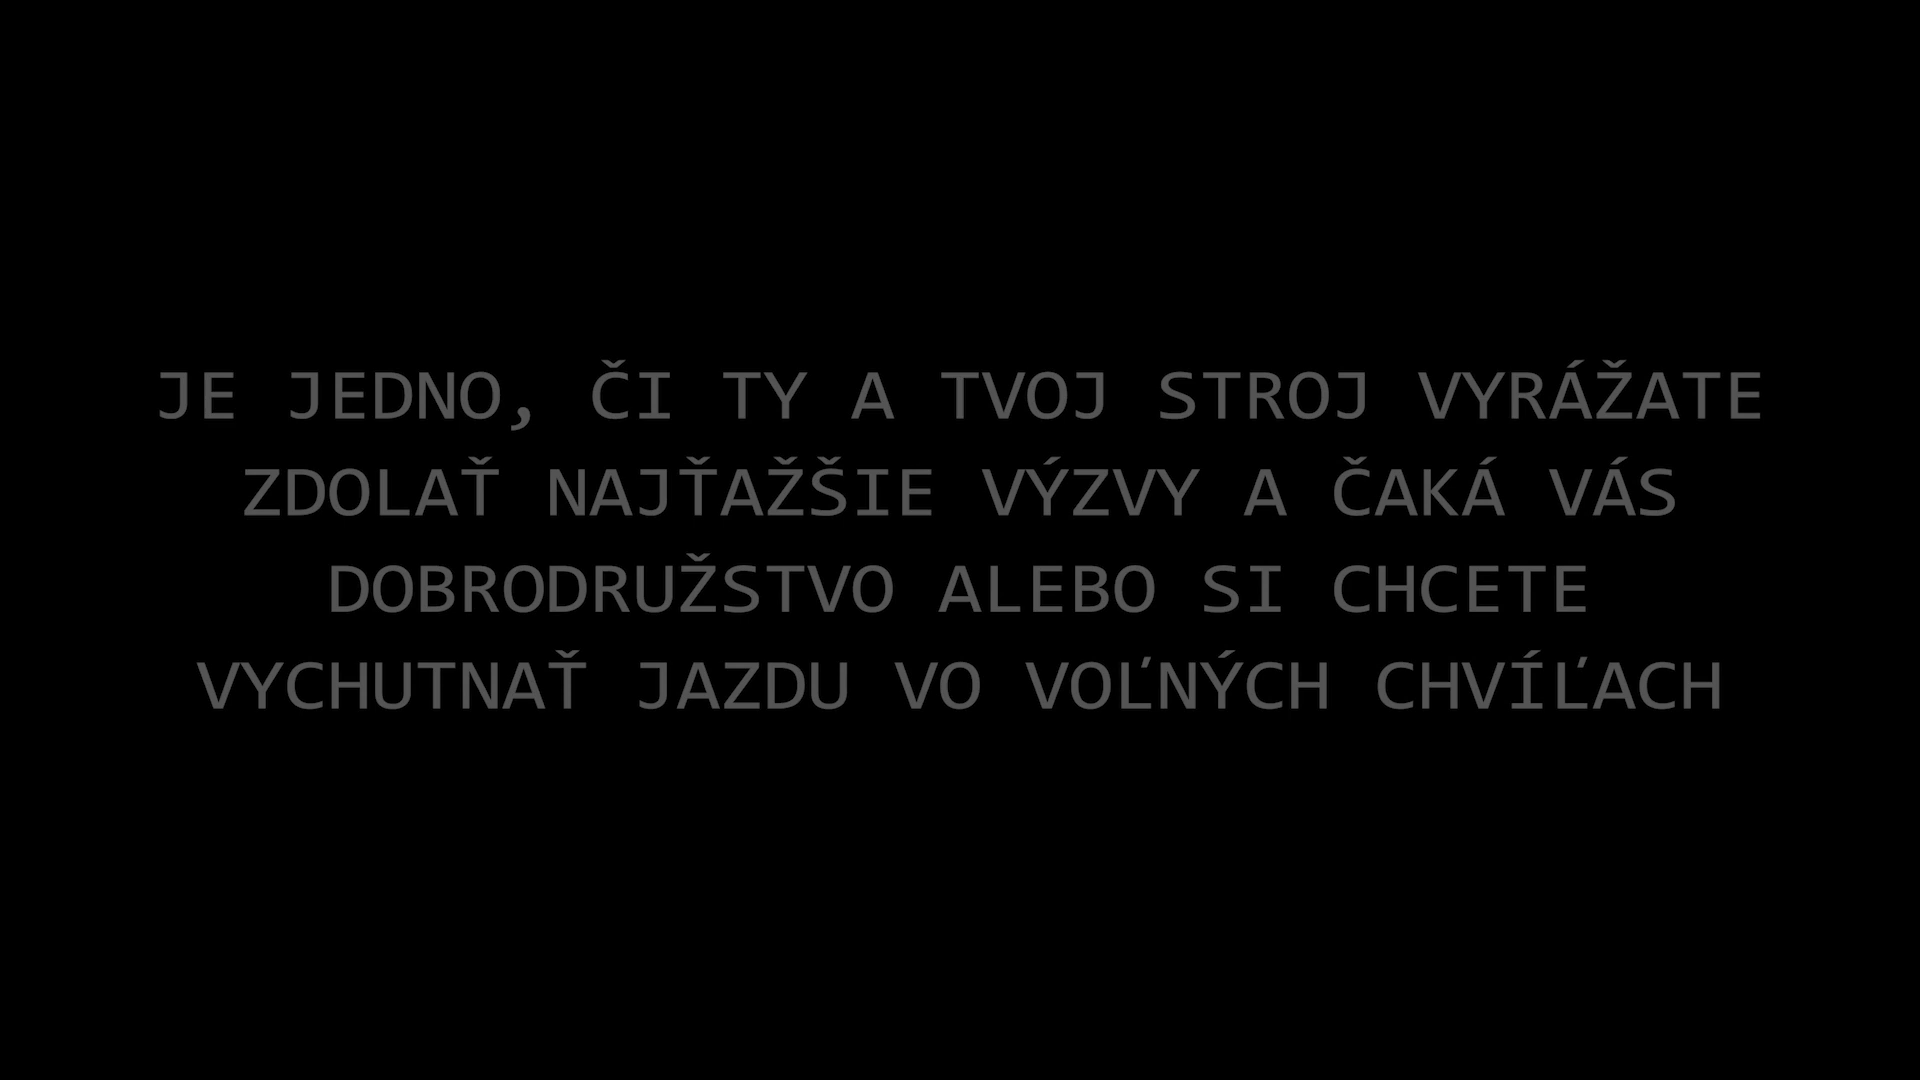 JE JEDNO, ČI TY A TVOJ STROJ VYRÁŽATE
ZDOLAŤ NAJŤAŽŠIE VÝZVY A ČAKÁ VÁS
DOBRODRUŽSTVO ALEBO SI CHCETE
VYCHUTNAŤ JAZDU VO VOĽNÝCH CHVÍĽACH